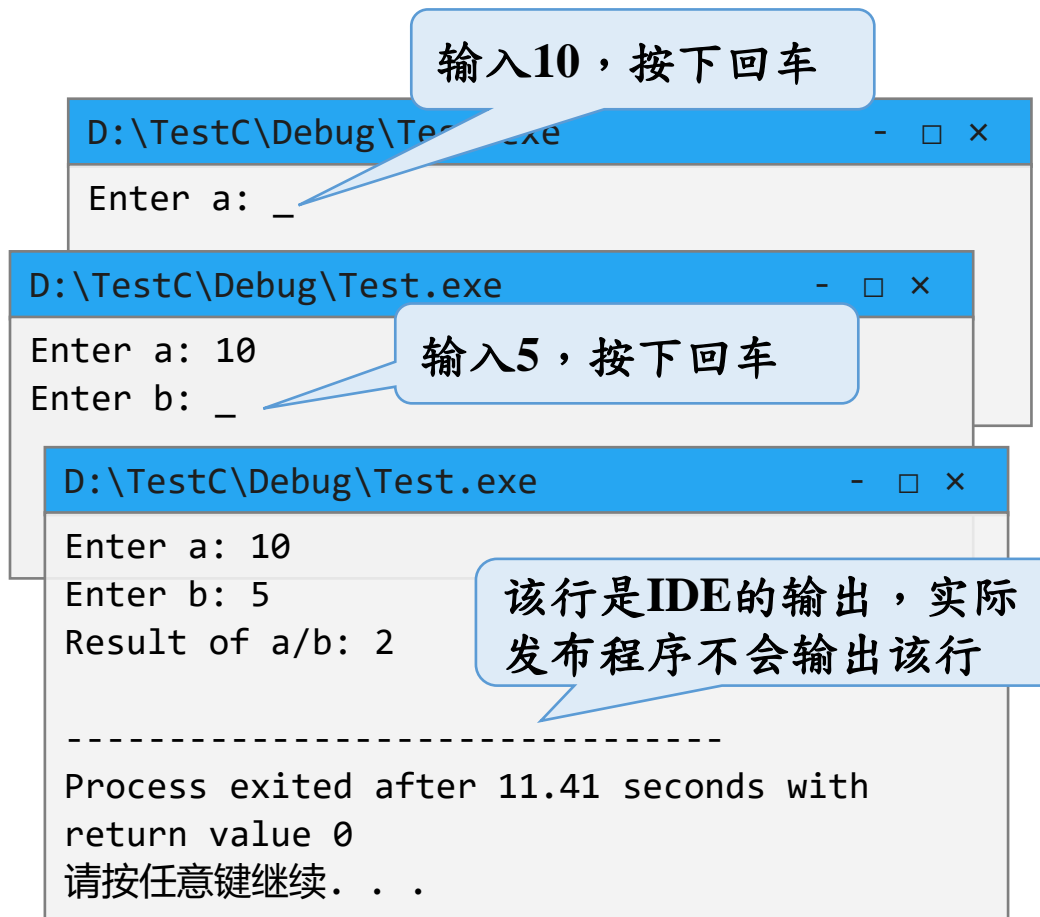 输入10，按下回车
D:\TestC\Debug\Te xe - □ ×
Enter a: _
D:\TestC\Debug\Test.exe - □ ×
Enter a: 10
输入5，按下回车
Enter b: _
D:\TestC\Debug\Test.exe - □ ×
Enter a: 10
Enter b: 5
Result of a/b: 2
该行是IDE的输出，实际
发布程序不会输出该行
--------------------------------
Process exited after 11.41 seconds with
return value 0
请按任意键继续. . .